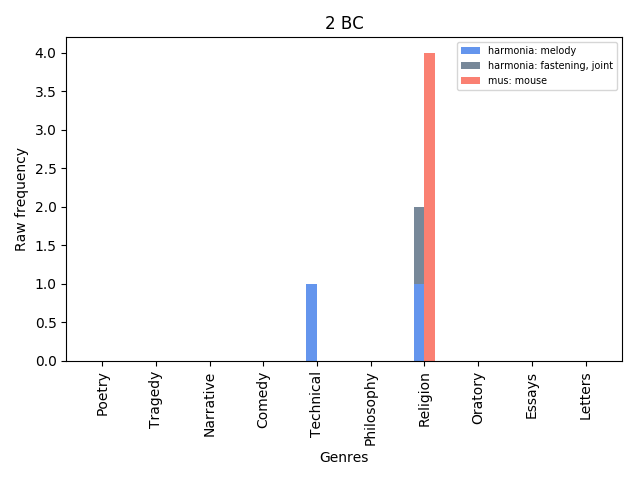 2 BC
harmonia: melody
harmonia: fastening, joint
mus: mouse
Raw frequency
4.0
3.5
3.0
2.5
2.0
1.5
1.0
0.5
0.0
Poetry
Tragedy
Narrative
Comedy
Technical
Philosophy
Religion
Oratory
Essays
Letters
Genres